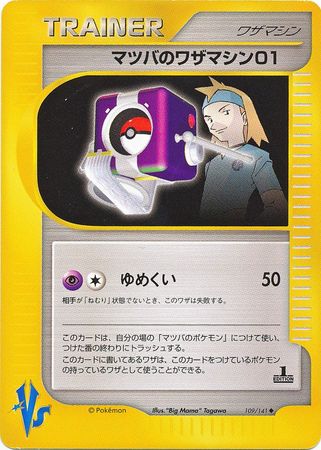 TRAINER
ワザマシン
マツバのワザマシン01
ゆめくい 50
相手が「ねむり」状態でないとき、このワザは失敗する。
このカードは、自分の場の「マツバのポケモン」につけて使い、
つけた番の終わりにトラッシュする。
このカードに書いてあるワザは、このカードをつけているポケモン
の持っているワザとして使うことができる。
1
EDITION
VS
©Pokémon
Illus."Big Mama" Tagawa
109/141